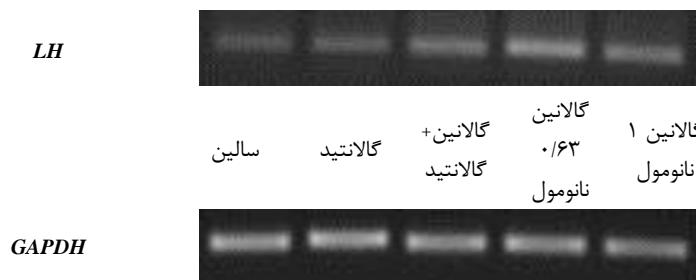 LH
سالین
گالانتید
گالانین+
گالانتید
گالانین
۰/۶۳
نانومول
گالانین ۱
نانومول
GAPDH